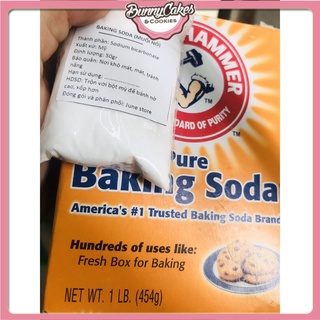 BunnyCakes
& COOKIES
BAKING SODA (MUỐI NỞ)
Thành phần: Sodium bicarbonate
Xuất xứ: Mỹ
Định lượng: 50gr
Bảo quản: Nơi khô mát, mát, tránh
nắng
Hạn sử dụng:
HDSD: Trộn với bột mỳ để bánh nở
cao, xốp hơn
Đóng gói và phân phối: June store
HAMMER
STANDARD OF PURITY
Pure
Baking Soda
America's #1 Trusted Baking Soda Brand
Hundreds of uses like:
Fresh Box for Baking
NET WT. 1 LB. (454g)